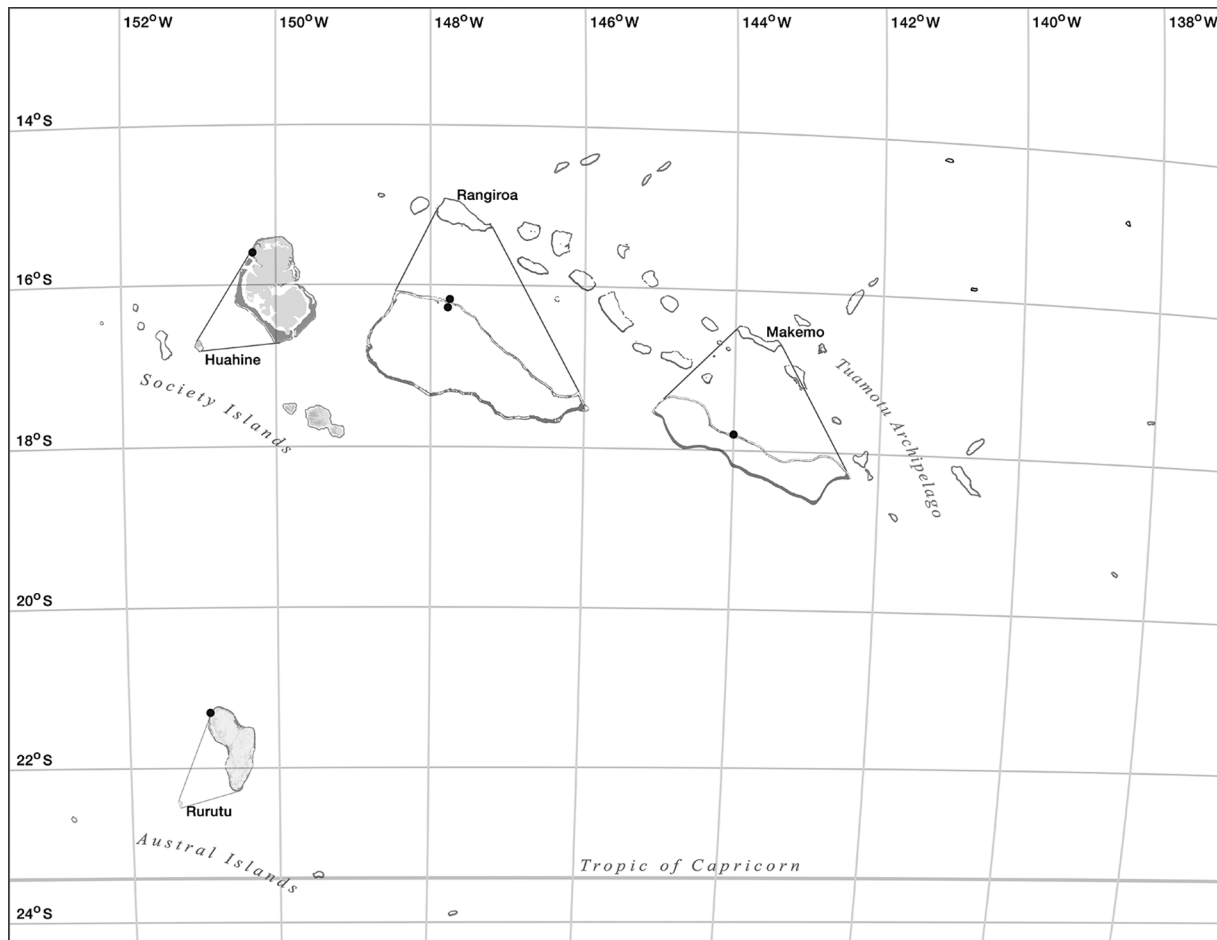 152°W 150°W 148°W 146°W 144°W 142°W 140°W 138°W
14°S
Rangiroa
16°S
Makemo
Huahine
Society Islands
Tuamotu Archipelago
18°S
20°S
22°S
Rurutu
Austral Islands
Tropic of Capricorn
24°S